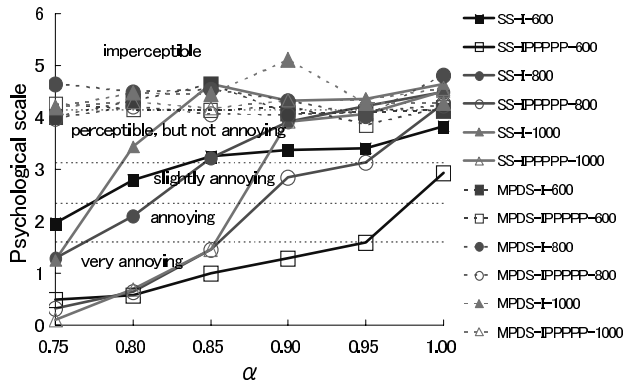 Psychological scale
6
5
4
3
2
1
0
imperceptible
perceptible, but not annoying
slightly annoying
annoying
very annoying
0.75 0.80 0.85 0.90 0.95 1.00
α
SS-I-600
SS-IPPPPP-600
SS-I-800
SS-IPPPPP-800
SS-I-1000
SS-IPPPPP-1000
MPDS-I-600
MPDS-IPPPPP-600
MPDS-I-800
MPDS-IPPPPP-800
MPDS-I-1000
MPDS-IPPPPP-1000